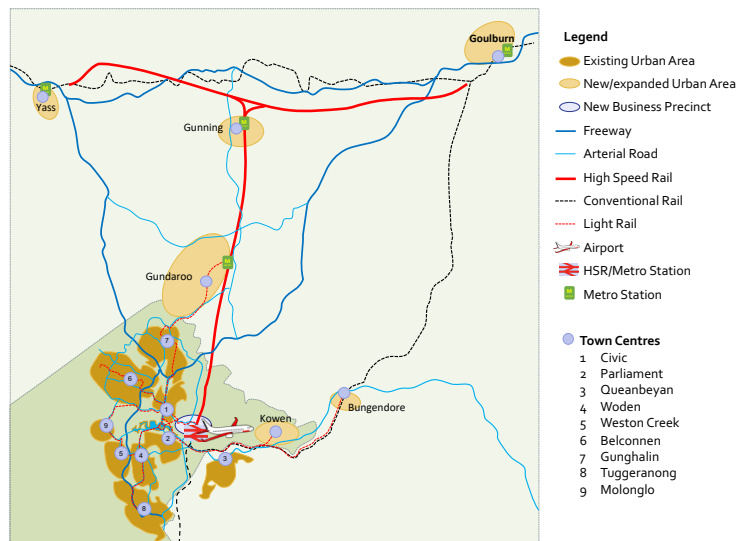 Goulburn
M
M
Yass
Gunning
M
Gundaroo
M
7
6
1
9
2
Kowen
Bungendore
5
4
3
8
Legend
Existing Urban Area
New/expanded Urban Area
New Business Precinct
Freeway
Arterial Road
High Speed Rail
Conventional Rail
Light Rail
Airport
HSR/Metro Station
M
Metro Station
Town Centres
1 Civic
2 Parliament
3 Queanbeyan
4 Woden
5 Weston Creek
6 Belconnen
7 Gunghalin
8 Tuggeranong
9 Molonglo